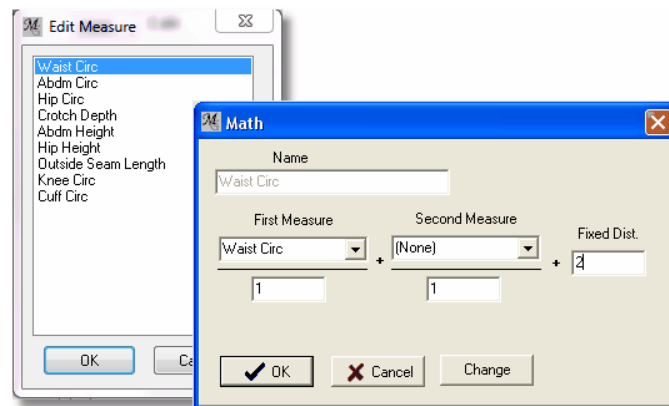 Edit Measure
Waist Circ
Abdm Circ
Hip Circ
Crotch Depth
Abdm Height
Hip Height
Outside Seam Length
Knee Circ
Cuff Circ
OK
Math
Name
Waist Circ
First Measure
Second Measure
Fixed Dist.
Waist Circ + (None) + 2
1 1
OK Cancel Change